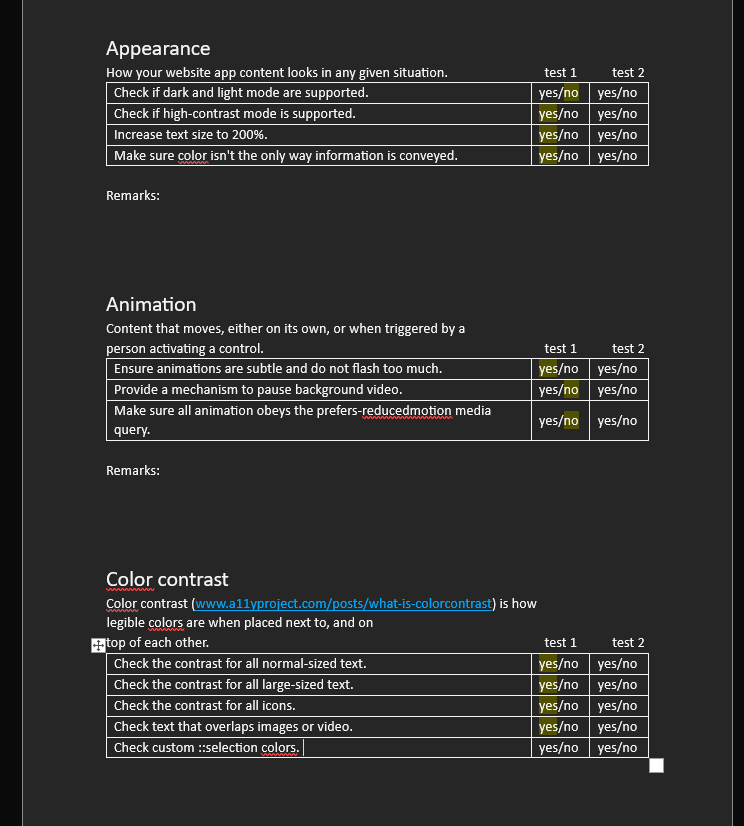 Appearance
How your website app content looks in any given situation. test 1 test 2
Check if dark and light mode are supported. yes/no yes/no
Check if high-contrast mode is supported. yes/no yes/no
Increase text size to 200%. yes/no yes/no
Make sure color isn't the only way information is conveyed. yes/no yes/no
Remarks:
Animation
Content that moves, either on its own, or when triggered by a
person activating a control. test 1 test 2
Ensure animations are subtle and do not flash too much. yes/no yes/no
Provide a mechanism to pause background video. yes/no yes/no
Make sure all animation obeys the prefers-reducedmotion media
query. yes/no yes/no
Remarks:
Color contrast
Color contrast (www.a11yproject.com/posts/what-is-colorcontrast) is how
legible colors are when placed next to, and on
top of each other. test 1 test 2
Check the contrast for all normal-sized text. yes/no yes/no
Check the contrast for all large-sized text. yes/no yes/no
Check the contrast for all icons. yes/no yes/no
Check text that overlaps images or video. yes/no yes/no
Check custom ::selection colors. yes/no yes/no